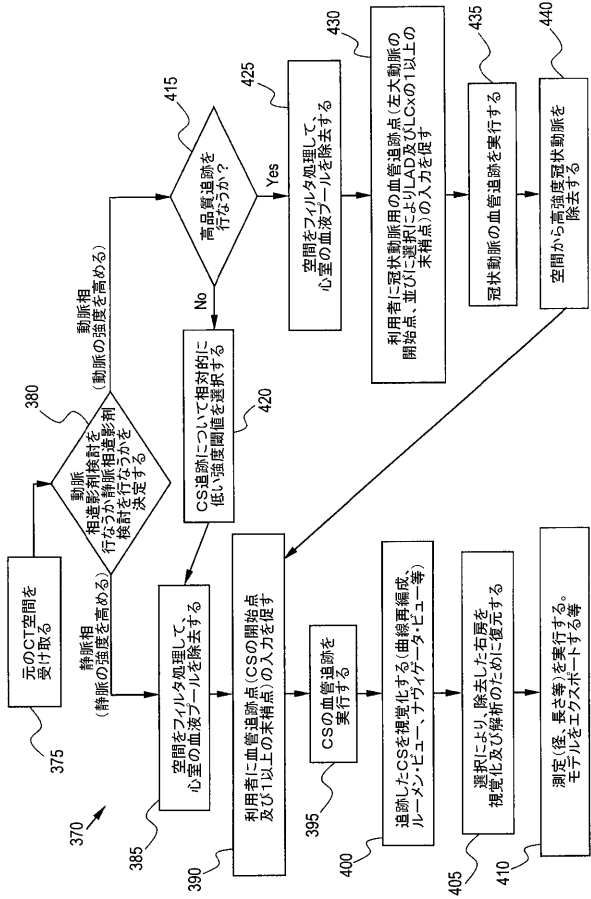 370
375
元のCT空間を
受け取る
380
動脈
相造影剤検討を
行なうか静脈相造影剤
検討を行なうかを
決定する
静脈相
(静脈の強度を高める)
動脈相
(動脈の強度を高める)
385
空間をフィルタ処理して、
心室の血液プールを除去する
390
利用者に血管追跡点(CSの開始点
及び1以上の末梢点)の入力を促す
395
CSの血管追跡を
実行する
400
追跡したCSを視覚化する(曲線再編成、
ルーメン・ビュー、ナヴィゲータ・ビュー等)
405
選択により、除去した右房を
視覚化及び解析のために復元する
410
測定(径、長さ等)を実行する。
モデルをエクスポートする等
415
高品質追跡を
行なうか?
No
Yes
420
CS追跡について相対的に
低い強度閾値を選択する
425
空間をフィルタ処理して、
心室の血液プールを除去する
430
利用者に冠状動脈用の血管追跡点(左大動脈の
開始点、並びに選択によりLAD及びLCxの1以上の
末梢点)の入力を促す
435
冠状動脈の血管追跡を実行する
440
空間から高強度冠状動脈を
除去する